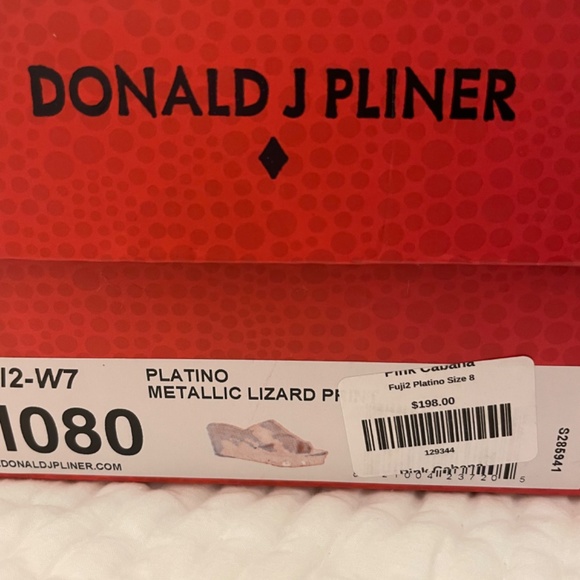 DONALD J PLINER
I2-W7
PLATINO
METALLIC LIZARD
1080
DONALDJPLINER.COM
Pink Cabana
Fuji2 Platino Size 8
$198.00
129344
S285941